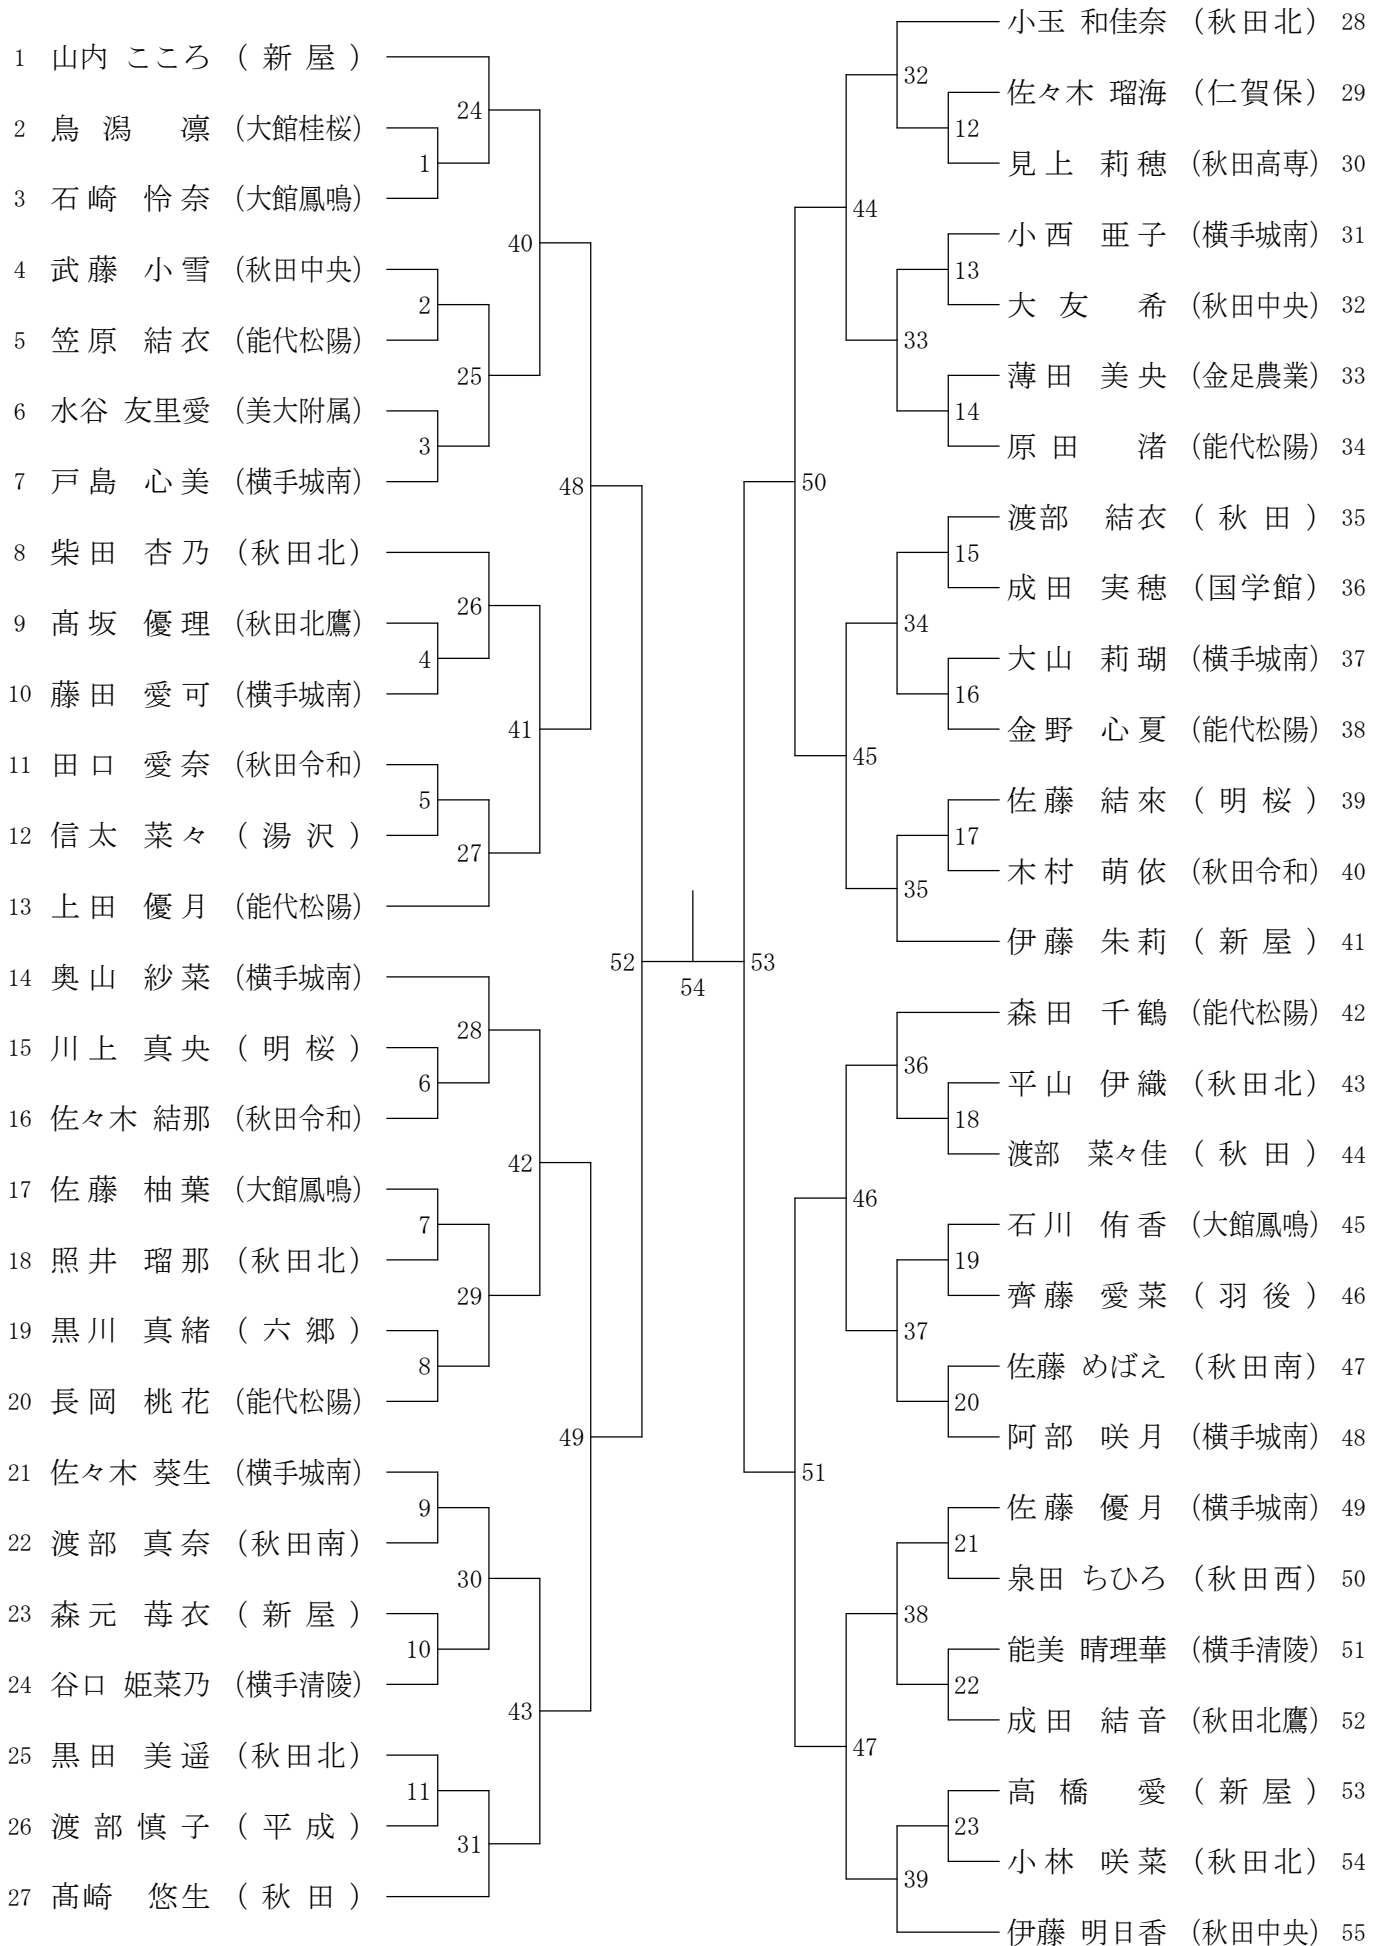 1 山内 こころ (新屋)
2 鳥潟 凛 (大館桂桜)
3 石崎 怜奈 (大館鳳鳴)
4 武藤 小雪 (秋田中央)
5 笠原 結衣 (能代松陽)
6 水谷 友里愛 (美大附属)
7 戸島 心美 (横手城南)
8 柴田 杏乃 (秋田北)
9 髙坂 優理 (秋田北鷹)
10 藤田 愛可 (横手城南)
11 田口 愛奈 (秋田令和)
12 信太 菜々 (湯沢)
13 上田 優月 (能代松陽)
14 奥山 紗菜 (横手城南)
15 川上 真央 (明桜)
16 佐々木 結那 (秋田令和)
17 佐藤 柚葉 (大館鳳鳴)
18 照井 瑠那 (秋田北)
19 黒川 真緒 (六郷)
20 長岡 桃花 (能代松陽)
21 佐々木 葵生 (横手城南)
22 渡部 真奈 (秋田南)
23 森元 苺衣 (新屋)
24 谷口 姫菜乃 (横手清陵)
25 黒田 美遥 (秋田北)
26 渡部 慎子 (平成)
27 髙崎 悠生 (秋田)
1
2
3
4
5
6
7
8
9
10
11
24
25
26
27
28
29
30
31
40
41
42
43
48
49
52
54
53
50
51
44
45
46
47
32
33
34
35
36
37
38
39
12
13
14
15
16
17
18
19
20
21
22
23
小玉 和佳奈 (秋田北) 28
佐々木 瑠海 (仁賀保) 29
見上 莉穂 (秋田高専) 30
小西 亜子 (横手城南) 31
大友 希 (秋田中央) 32
薄田 美央 (金足農業) 33
原田 渚 (能代松陽) 34
渡部 結衣 (秋田) 35
成田 実穂 (国学館) 36
大山 莉瑚 (横手城南) 37
金野 心夏 (能代松陽) 38
佐藤 結來 (明桜) 39
木村 萌依 (秋田令和) 40
伊藤 朱莉 (新屋) 41
森田 千鶴 (能代松陽) 42
平山 伊織 (秋田北) 43
渡部 菜々佳 (秋田) 44
石川 侑香 (大館鳳鳴) 45
齊藤 愛菜 (羽後) 46
佐藤 めばえ (秋田南) 47
阿部 咲月 (横手城南) 48
佐藤 優月 (横手城南) 49
泉田 ちひろ (秋田西) 50
能美 晴理華 (横手清陵) 51
成田 結音 (秋田北鷹) 52
高橋 愛 (新屋) 53
小林 咲菜 (秋田北) 54
伊藤 明日香 (秋田中央) 55